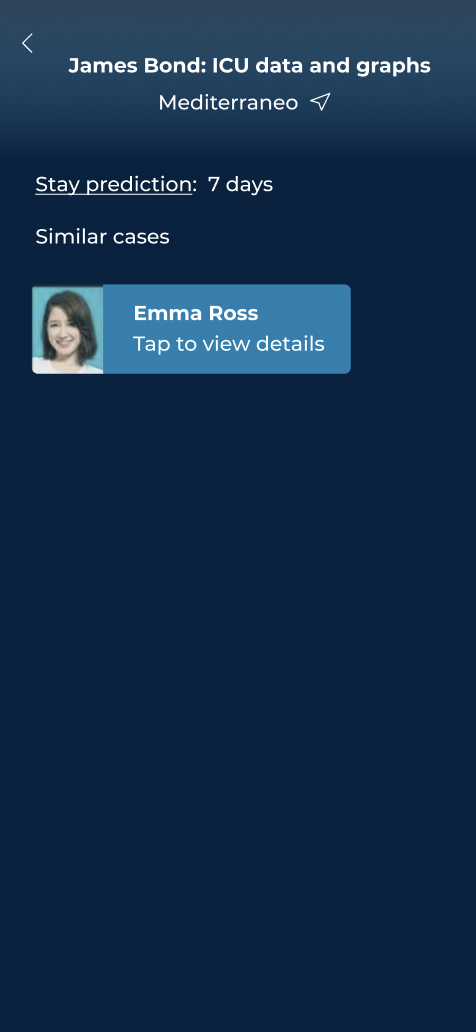 James Bond: ICU data and graphs
Mediterraneo
Stay prediction: 7 days
Similar cases
Emma Ross
Tap to view details